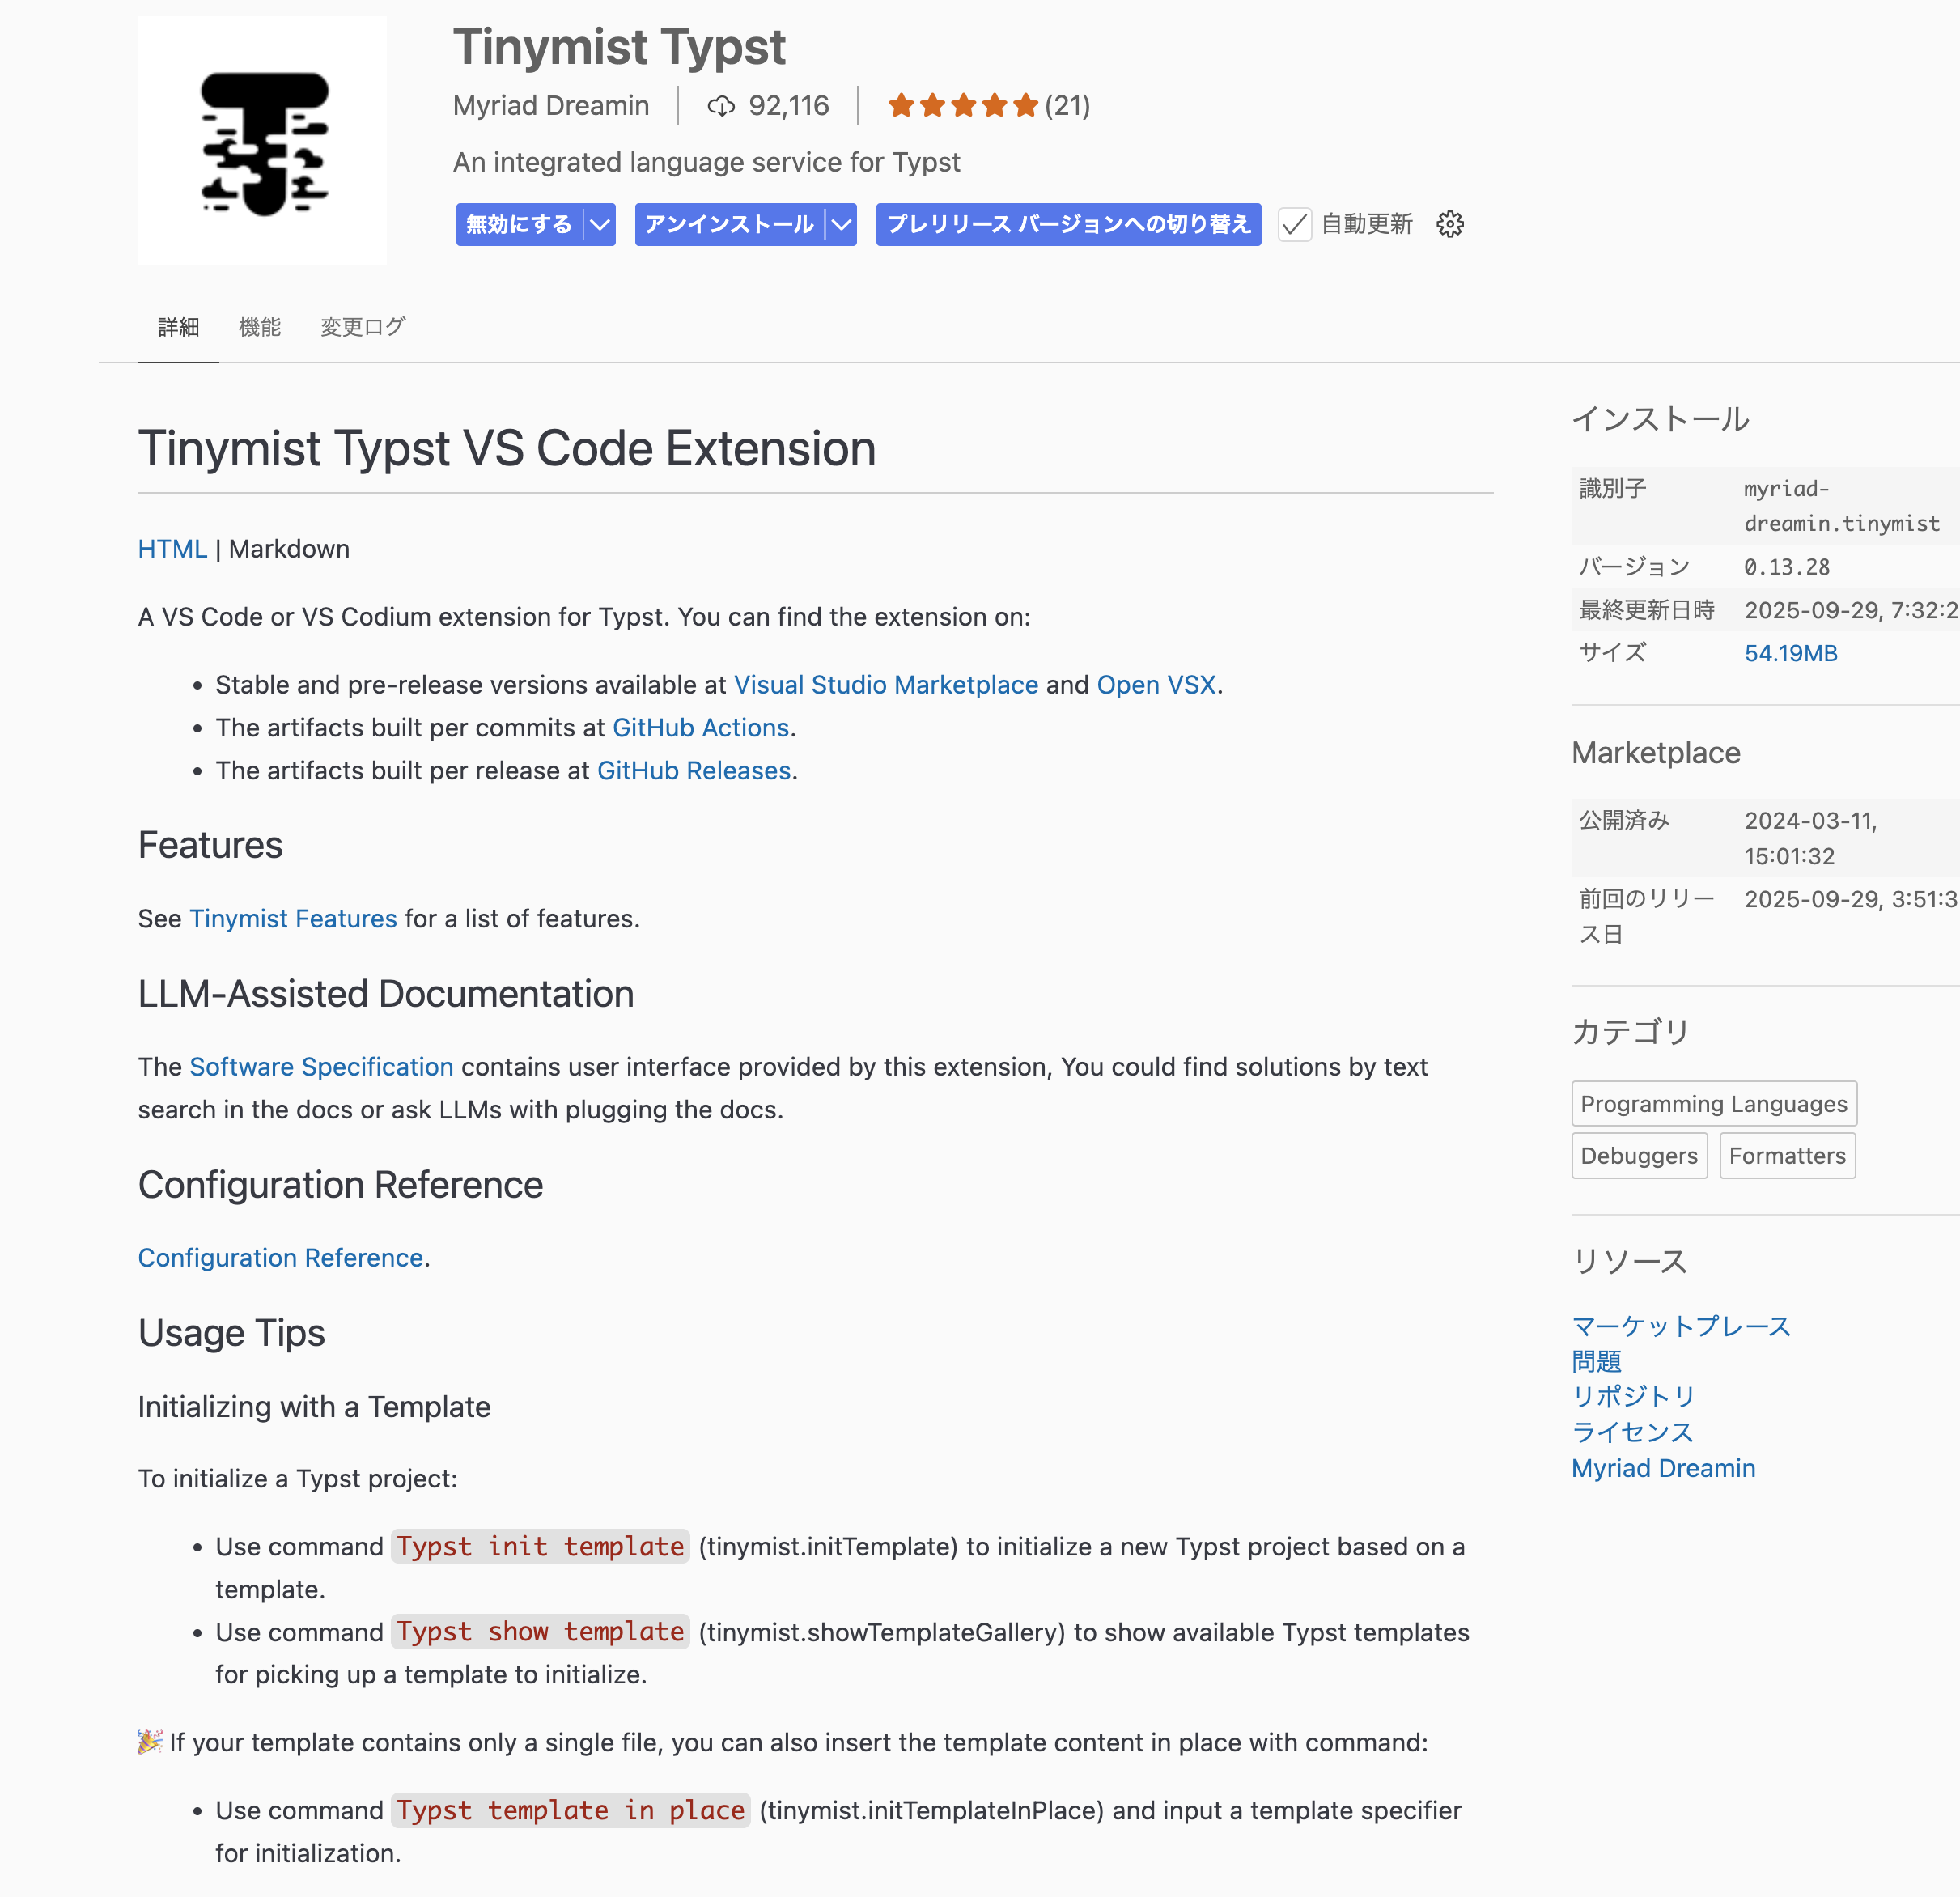 Tinymist Typst
Myriad Dreamin
92,116
(21)
An integrated language service for Typst
無効にする
アンインストール
プレリリース バージョンへの切り替え
自動更新
詳細
機能
変更ログ
Tinymist Typst VS Code Extension
HTML | Markdown
A VS Code or VS Codium extension for Typst. You can find the extension on:
• Stable and pre-release versions available at Visual Studio Marketplace and Open VSX.
• The artifacts built per commits at GitHub Actions.
• The artifacts built per release at GitHub Releases.
Features
See Tinymist Features for a list of features.
LLM-Assisted Documentation
The Software Specification contains user interface provided by this extension, You could find solutions by text
search in the docs or ask LLMs with plugging the docs.
Configuration Reference
Configuration Reference.
Usage Tips
Initializing with a Template
To initialize a Typst project:
• Use command Typst init template (tinymist.initTemplate) to initialize a new Typst project based on a
template.
• Use command Typst show template (tinymist.showTemplateGallery) to show available Typst templates
for picking up a template to initialize.
🎉 If your template contains only a single file, you can also insert the template content in place with command:
• Use command Typst template in place (tinymist.initTemplateInPlace) and input a template specifier
for initialization.
インストール
識別子 myriad-
dreamin.tinymist
バージョン 0.13.28
最終更新日時 2025-09-29, 7:32:2
サイズ 54.19MB
Marketplace
公開済み 2024-03-11,
15:01:32
前回のリリー 2025-09-29, 3:51:3
ス日
カテゴリ
Programming Languages
Debuggers Formatters
リソース
マーケットプレース
問題
リポジトリ
ライセンス
Myriad Dreamin